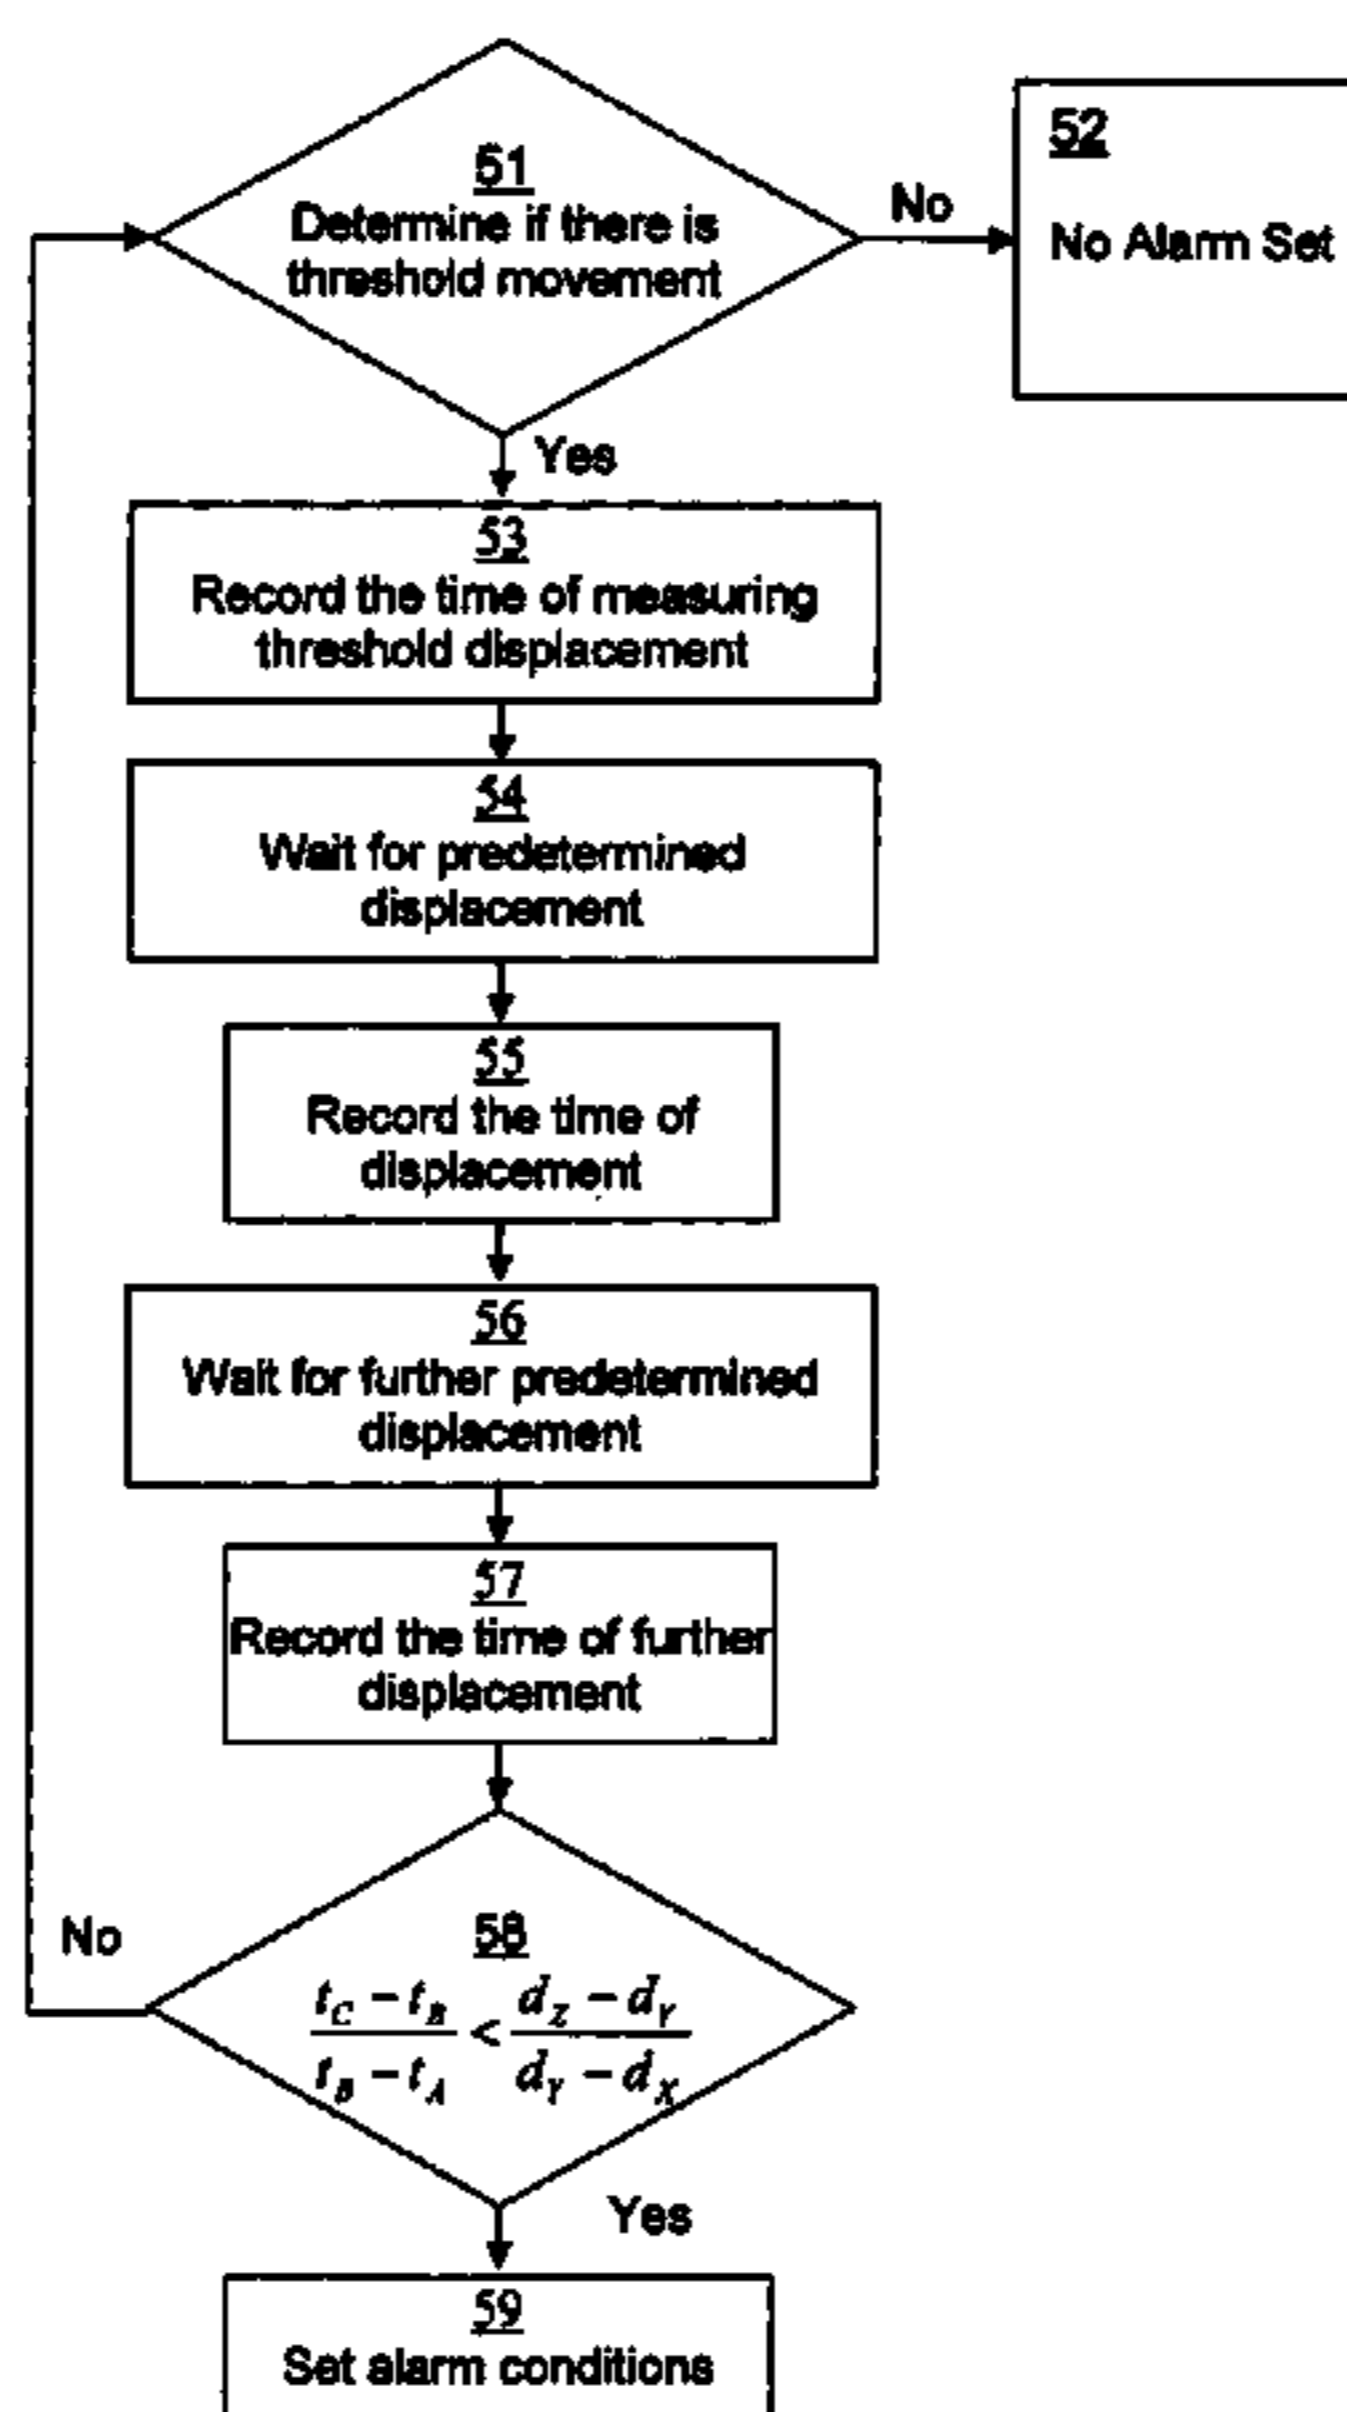 51
Determine if there is
threshold movement
No
52
No Alarm Set
Yes
53
Record the time of measuring
threshold displacement
54
Wait for predetermined
displacement
55
Record the time of
displacement
56
Wait for further predetermined
displacement
57
Record the time of further
displacement
No
58
t_C − t_B / t_B − t_A < d_Z − d_Y / d_Y − d_X
Yes
59
Set alarm conditions